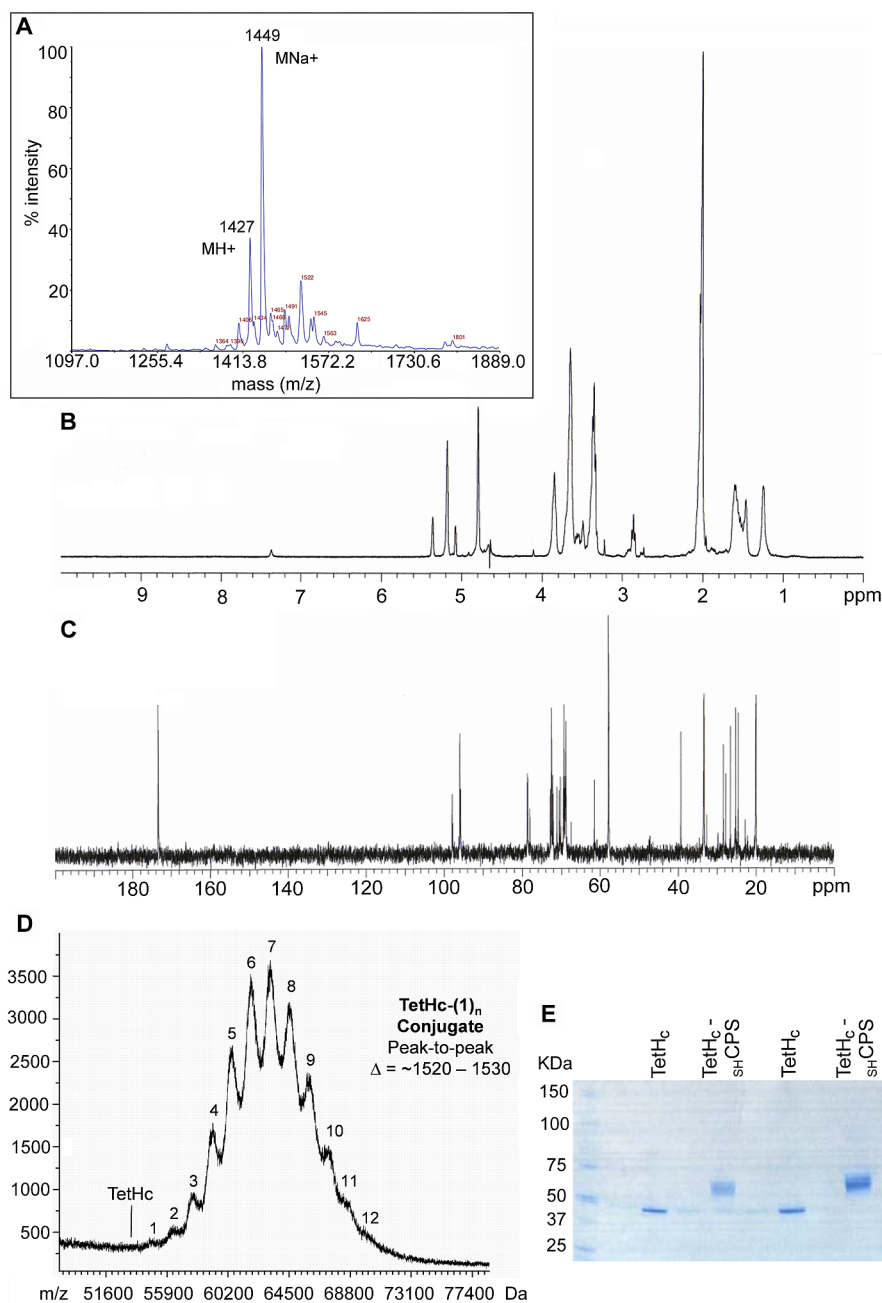 A
1449
MNa+
100
80
60
40
20
% intensity
1427
MH+
1522
1465
1491
1545
1563
1625
1364
1801
1097.0 1255.4 1413.8 1572.2 1730.6 1889.0
mass (m/z)
B
9 8 7 6 5 4 3 2 1 ppm
C
180 160 140 120 100 80 60 40 20 ppm
D
3500
3000
2500
2000
1500
1000
500
TetHc
1 2 3 4 5 6 7 8 9 10 11 12
TetHc-(1)n
Conjugate
Peak-to-peak
Δ = ~1520 – 1530
m/z 51600 55900 60200 64500 68800 73100 77400 Da
E
KDa
TetHC
TetHC -
SHCPS
TetHC
TetHC -
SHCPS
150
100
75
50
37
25